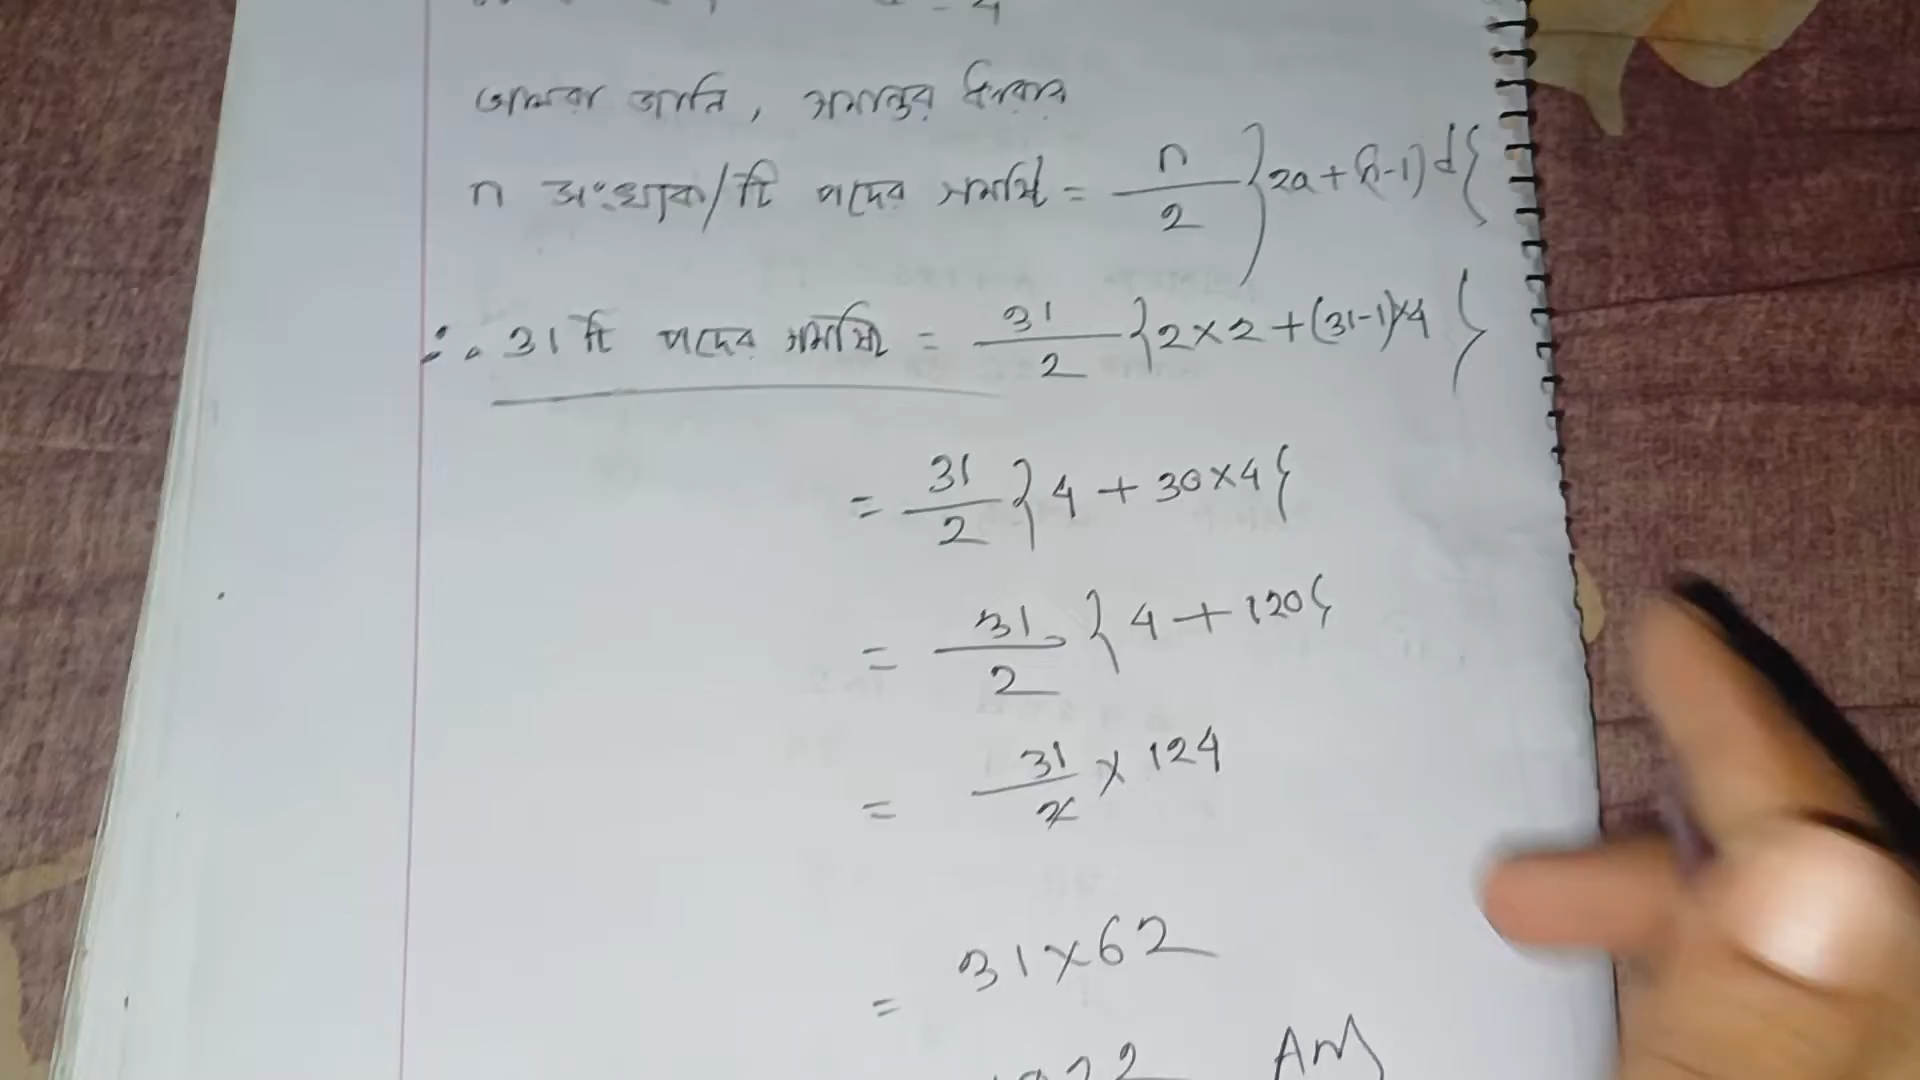 আমরা জানি, সমান্তর ধারার
n সংখ্যক/টি পদের সমষ্টি = n/2 {2a + (n-1) d}
∴ 31 টি পদের সমষ্টি = 31/2 {2×2 + (31-1)×4}
= 31/2 {4 + 30×4}
= 31/2 {4 + 120}
= 31/2 × 124
= 31×62
Ans